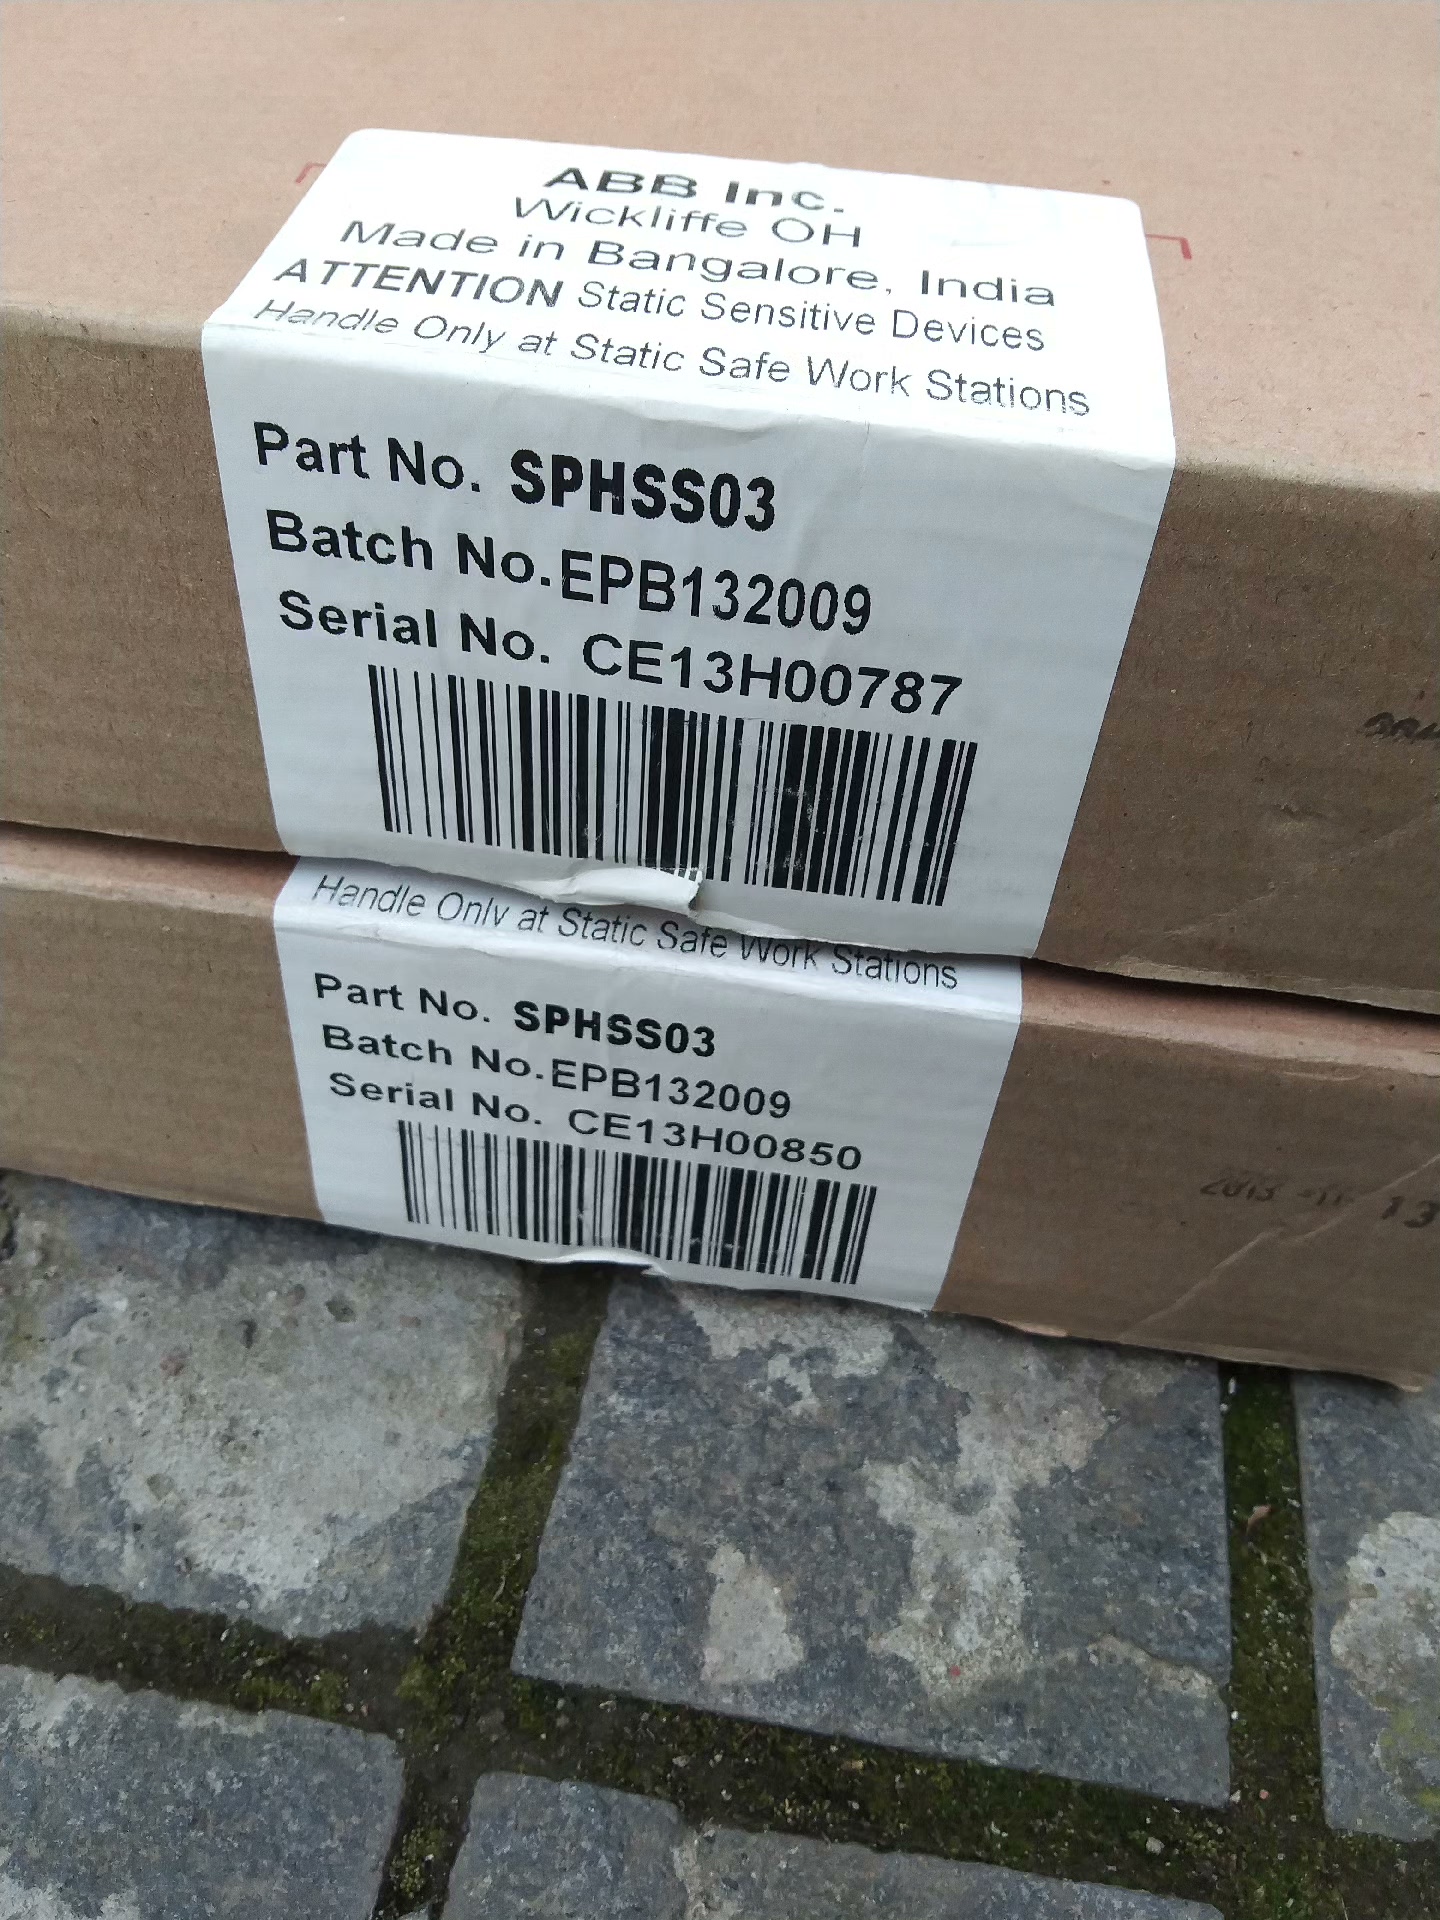 ABB Inc.
Wickliffe OH
Made in Bangalore, India
ATTENTION Static Sensitive Devices
Handle Only at Static Safe Work Stations
Part No. SPHSS03
Batch No.EPB132009
Serial No. CE13H00787
Handle Only at Static Safe Work Stations
Part No. SPHSS03
Batch No.EPB132009
Serial No. CE13H00850
13